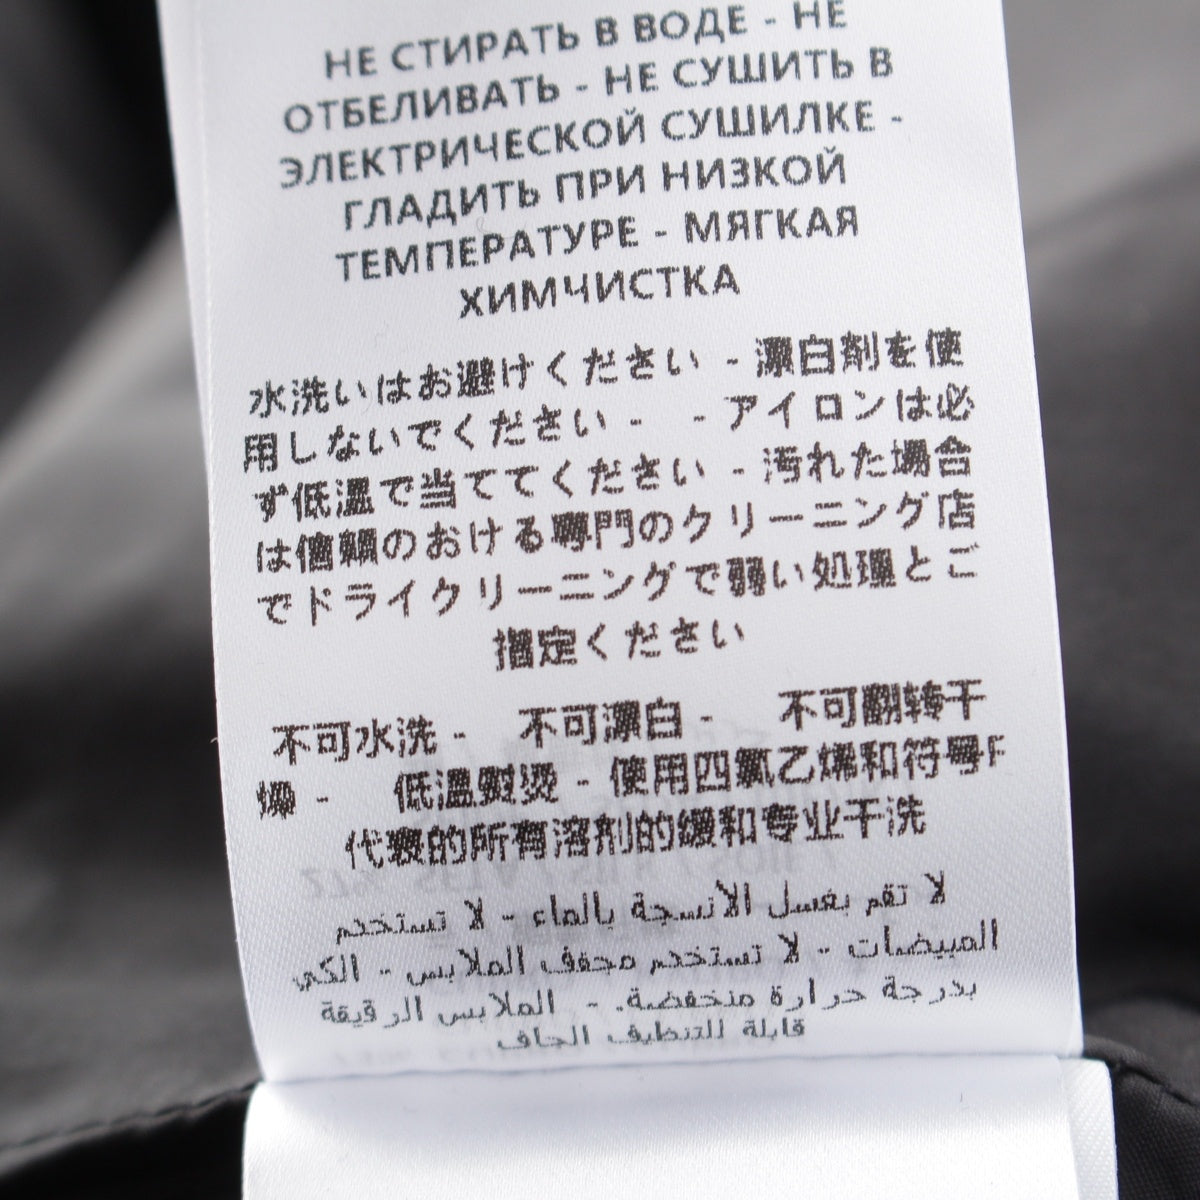 НЕ СТИРАТЬ В ВОДЕ - НЕ
ОТБЕЛИВАТЬ - НЕ СУШИТЬ В
ЭЛЕКТРИЧЕСКОЙ СУШИЛКЕ -
ГЛАДИТЬ ПРИ НИЗКОЙ
ТЕМПЕРАТУРЕ - МЯГКАЯ
ХИМЧИСТКА
水洗いはお避けください - 漂白剤を使
用しないでください - - アイロンは必
ず低温で当ててください - 汚れた場合
は信頼のおける専門のクリーニング店
でドライクリーニングで弱い処理とご
指定ください
不可水洗 - 不可漂白 - 不可翻转干
燥 - 低温熨烫 - 使用四氯乙烯和符号F
代表的所有溶剂的缓和专业干洗
لا تقم بغسل الأنسجة بالماء - لا تستخدم
المبيضات - لا تستخدم مجفف الملابس - الكي
بدرجة حرارة منخفضة. - الملابس الرقيقة
قابلة للتنظيف الجاف